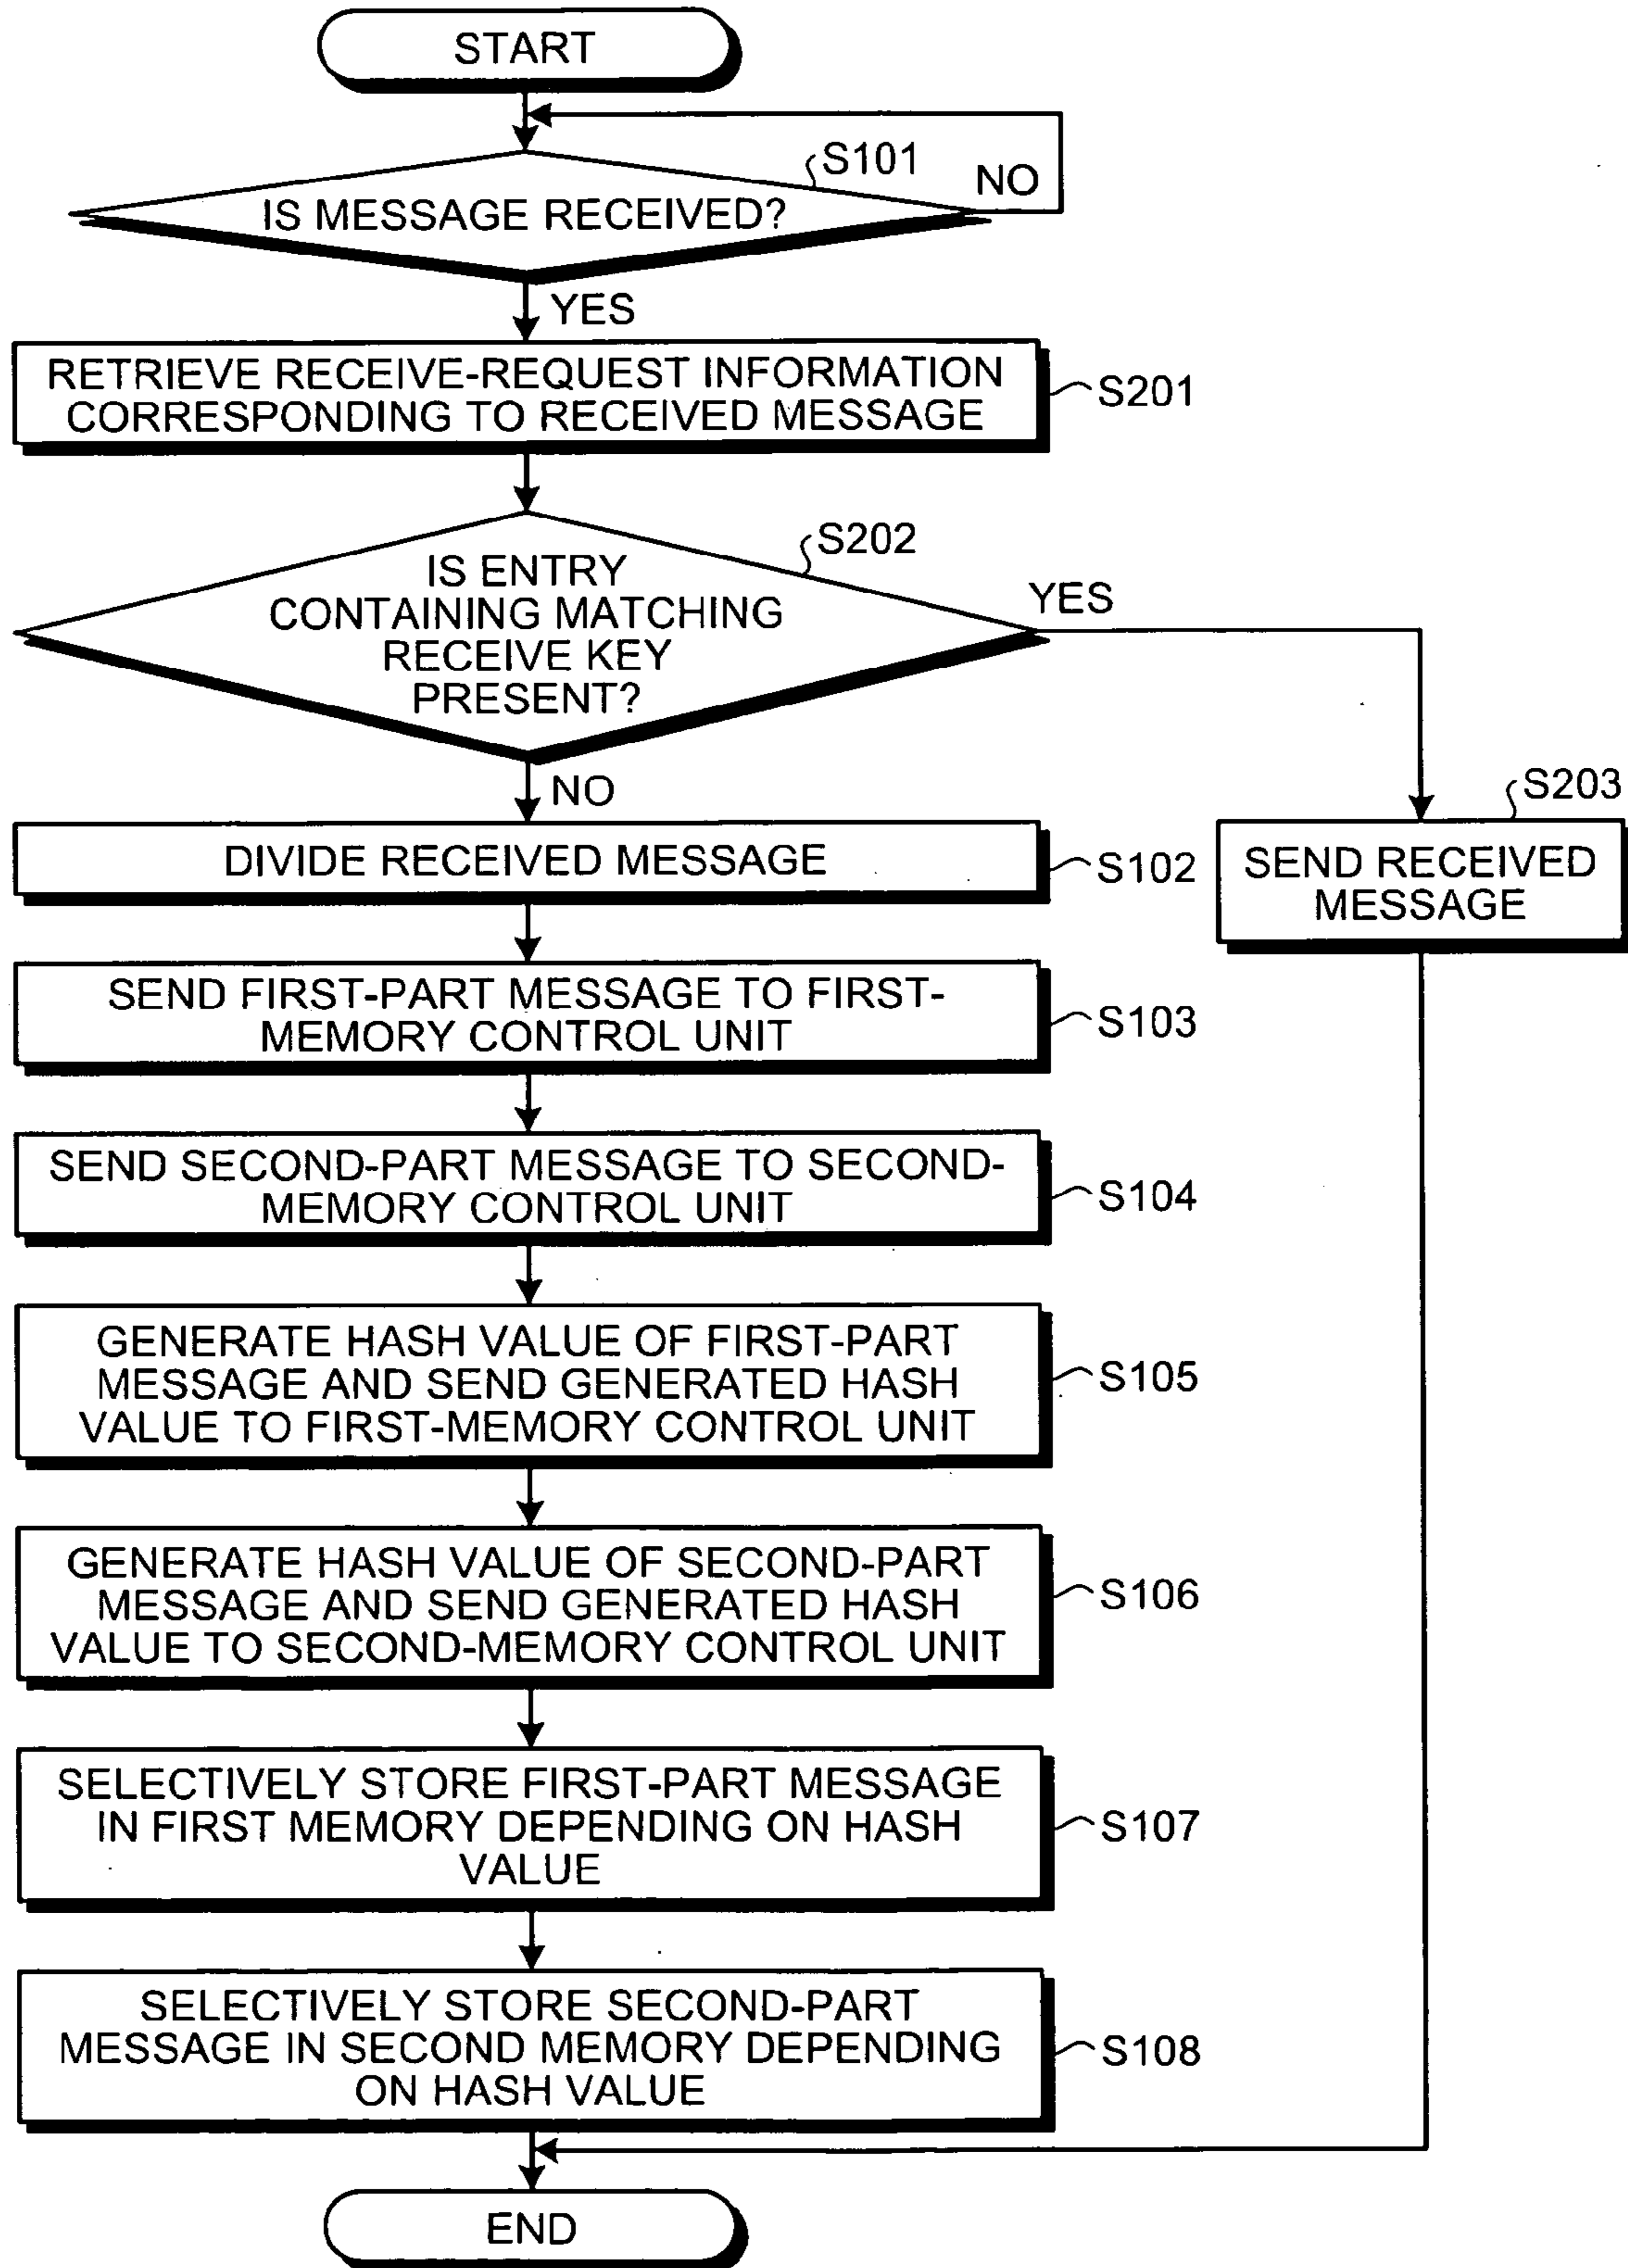 START
S101
NO
IS MESSAGE RECEIVED?
YES
RETRIEVE RECEIVE-REQUEST INFORMATION
CORRESPONDING TO RECEIVED MESSAGE
S201
S202
IS ENTRY
CONTAINING MATCHING
RECEIVE KEY
PRESENT?
YES
NO
S203
DIVIDE RECEIVED MESSAGE
S102
SEND RECEIVED
MESSAGE
SEND FIRST-PART MESSAGE TO FIRST-
MEMORY CONTROL UNIT
S103
SEND SECOND-PART MESSAGE TO SECOND-
MEMORY CONTROL UNIT
S104
GENERATE HASH VALUE OF FIRST-PART
MESSAGE AND SEND GENERATED HASH
VALUE TO FIRST-MEMORY CONTROL UNIT
S105
GENERATE HASH VALUE OF SECOND-PART
MESSAGE AND SEND GENERATED HASH
VALUE TO SECOND-MEMORY CONTROL UNIT
S106
SELECTIVELY STORE FIRST-PART MESSAGE
IN FIRST MEMORY DEPENDING ON HASH
VALUE
S107
SELECTIVELY STORE SECOND-PART
MESSAGE IN SECOND MEMORY DEPENDING
ON HASH VALUE
S108
END